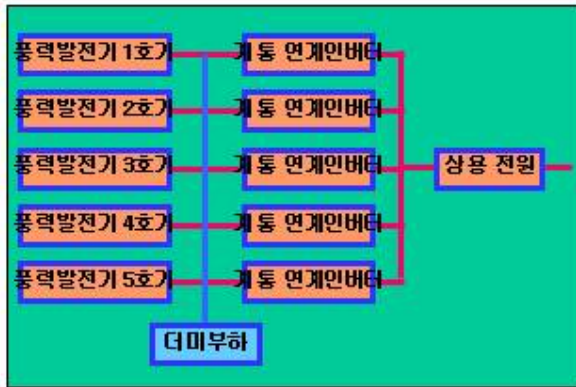 풍력발전기 1호기 계통 연계인버터
풍력발전기 2호기 계통 연계인버터
풍력발전기 3호기 계통 연계인버터
상용 전원
풍력발전기 4호기 계통 연계인버터
풍력발전기 5호기 계통 연계인버터
더미부하